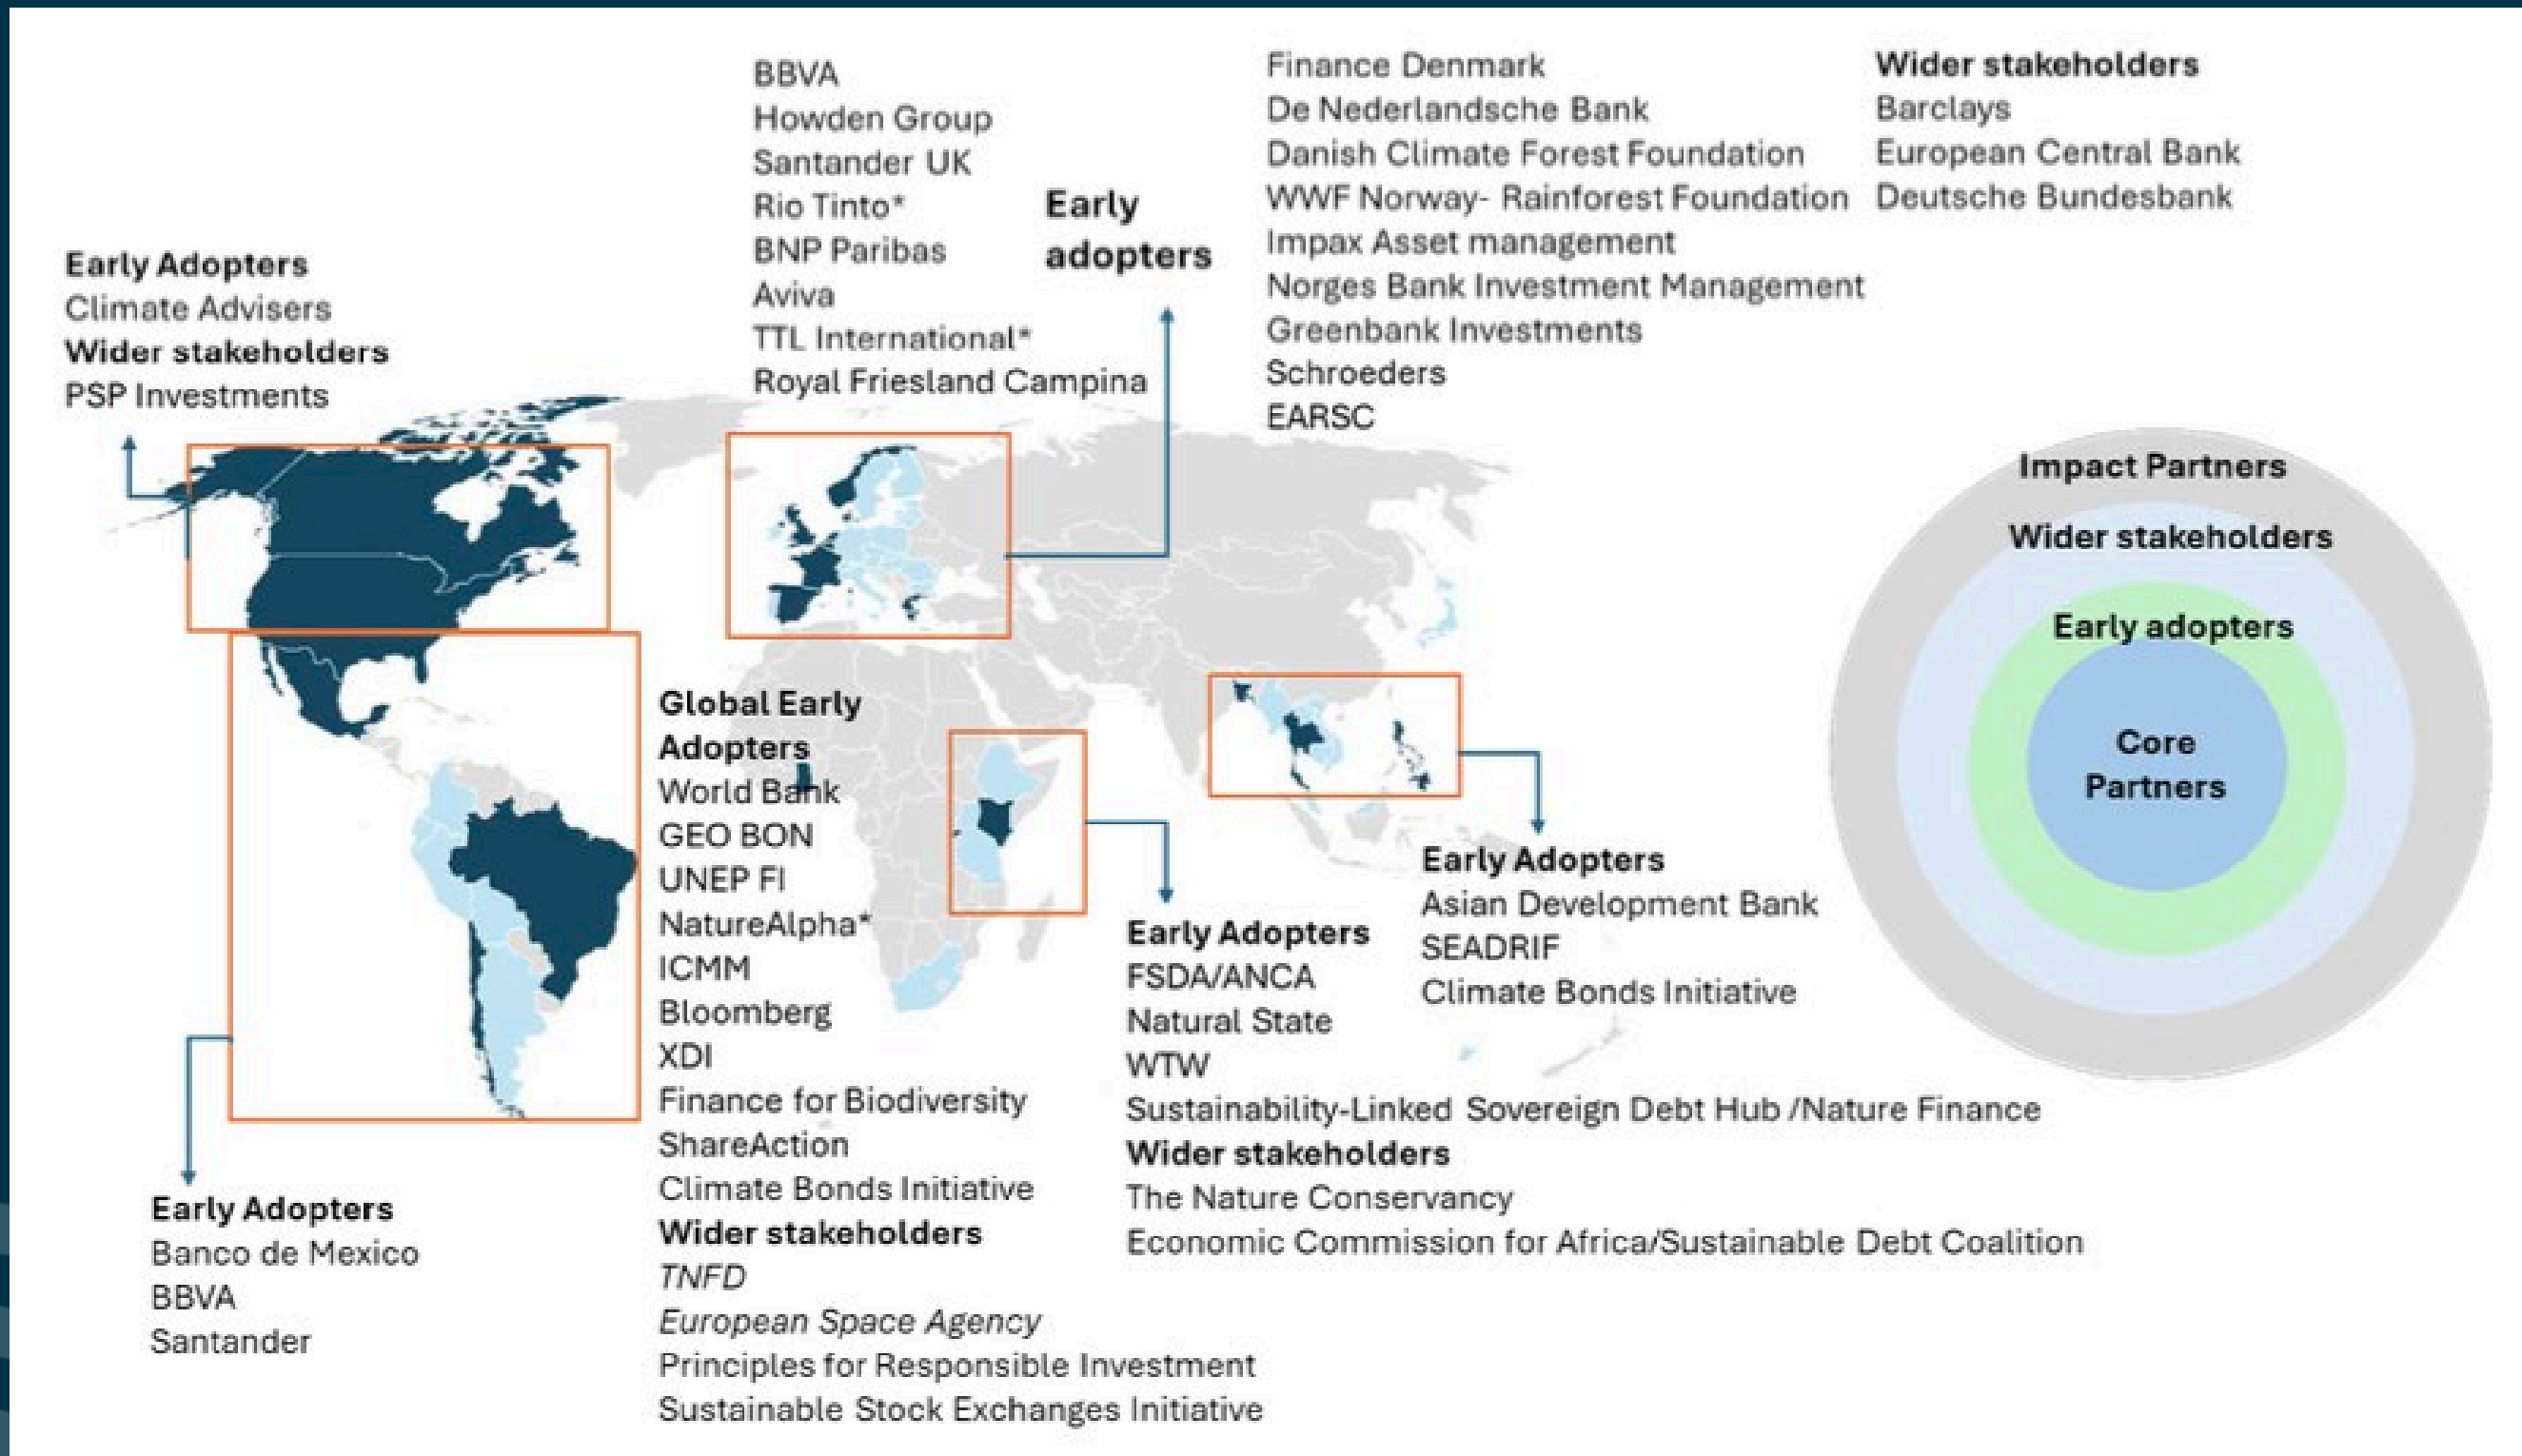 BBVA
Howden Group
Santander UK
Rio Tinto*
BNP Paribas
Aviva
TTL International*
Royal Friesland Campina
Early
adopters
Finance Denmark
De Nederlandsche Bank
Danish Climate Forest Foundation
WWF Norway- Rainforest Foundation
Impax Asset management
Norges Bank Investment Management
Greenbank Investments
Schroeders
EARSC
Wider stakeholders
Barclays
European Central Bank
Deutsche Bundesbank
Early Adopters
Climate Advisers
Wider stakeholders
PSP Investments
Impact Partners
Wider stakeholders
Early adopters
Core
Partners
Global Early
Adopters
World Bank
GEO BON
UNEP FI
NatureAlpha*
ICMM
Bloomberg
XDI
Finance for Biodiversity
ShareAction
Climate Bonds Initiative
Wider stakeholders
TNFD
European Space Agency
Principles for Responsible Investment
Sustainable Stock Exchanges Initiative
Early Adopters
Asian Development Bank
SEADRIF
Climate Bonds Initiative
Early Adopters
FSDA/ANCA
Natural State
WTW
Sustainability-Linked Sovereign Debt Hub /Nature Finance
Wider stakeholders
The Nature Conservancy
Economic Commission for Africa/Sustainable Debt Coalition
Early Adopters
Banco de Mexico
BBVA
Santander